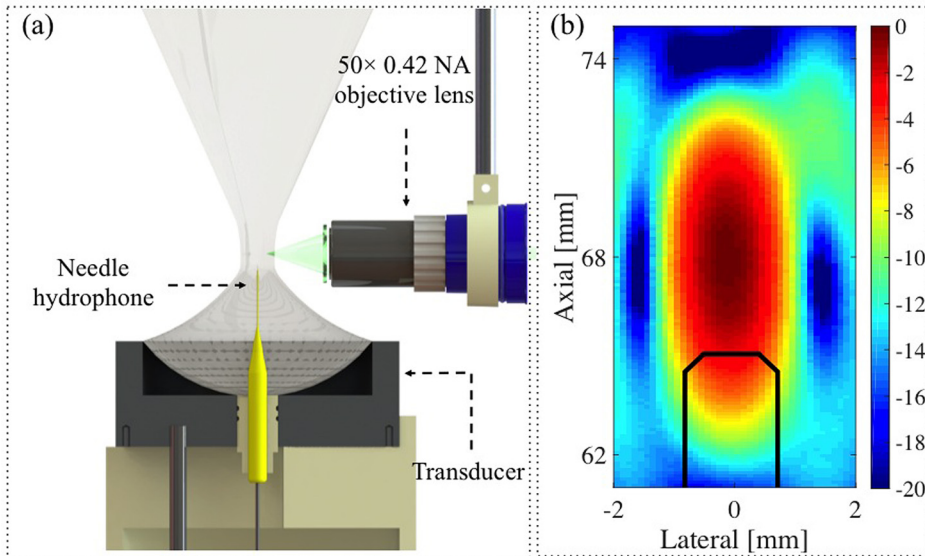 (a)
50× 0.42 NA
objective lens
Needle
hydrophone
Transducer
(b)
Axial [mm]
74
68
62
-2
0
2
Lateral [mm]
0
-2
-4
-6
-8
-10
-12
-14
-16
-18
-20